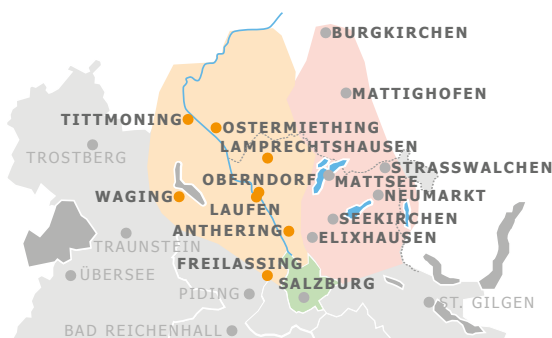 BURGKIRCHEN
MATTIGHOFEN
TITTMONING
OSTERMIETHING
LAMPRECHTSHAUSEN
TROSTBERG
STRASSWALCHEN
OBERNDORF
MATTSEE
WAGING
NEUMARKT
LAUFEN
SEEKIRCHEN
ANTHERING
ELIXHAUSEN
TRAUNSTEIN
FREILASSING
ÜBERSEE
SALZBURG
PIDING
ST. GILGEN
BAD REICHENHALL